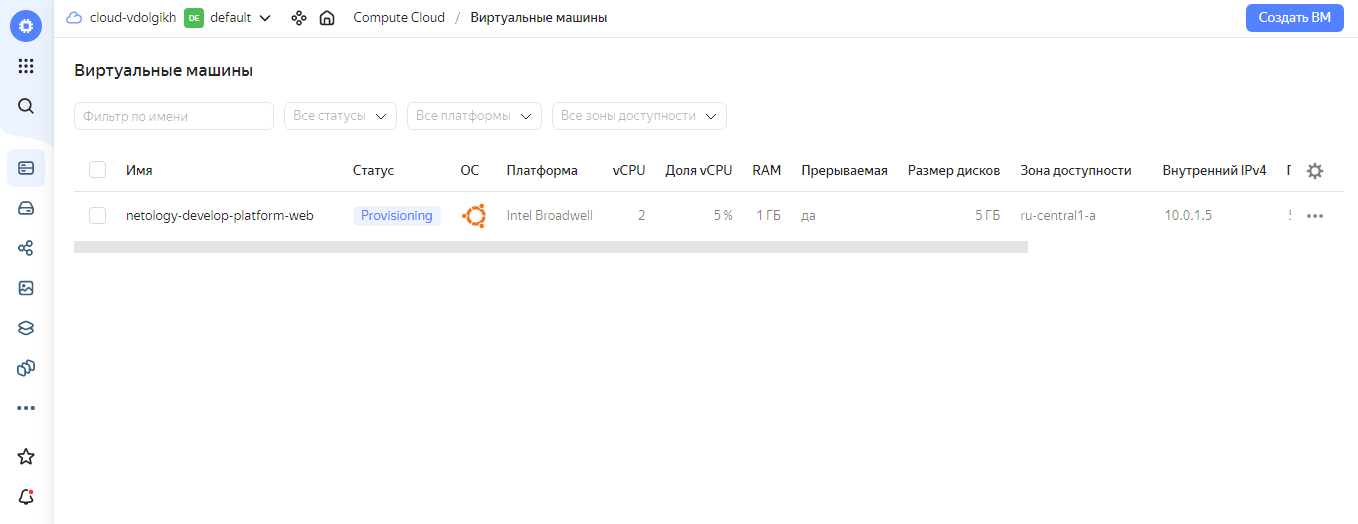 cloud-vdolgikh DE default Compute Cloud / Виртуальные машины Создать ВМ
Виртуальные машины
Фильтр по имени Все статусы Все платформы Все зоны доступности
Имя Статус ОС Платформа vCPU Доля vCPU RAM Прерываемая Размер дисков Зона доступности Внутренний IPv4
netology-develop-platform-web Provisioning Intel Broadwell 2 5 % 1 ГБ да 5 ГБ ru-central1-a 10.0.1.5